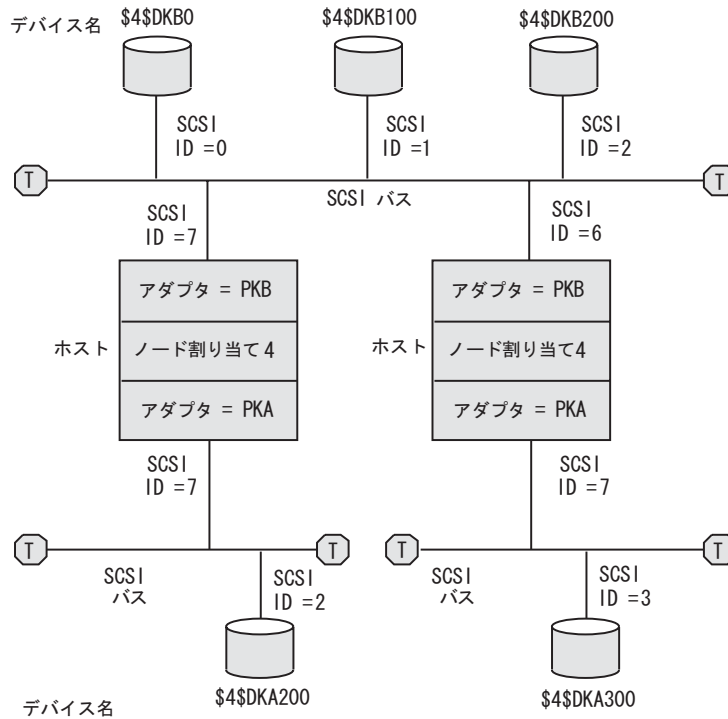 デバイス名
$4$DKB0
$4$DKB100
$4$DKB200
SCSI
ID =0
SCSI
ID =1
SCSI
ID =2
T
T
SCSI バス
SCSI
ID =7
SCSI
ID =6
アダプタ = PKB
アダプタ = PKB
ホスト
ノード割り当て 4
ホスト
ノード割り当て4
アダプタ = PKA
アダプタ = PKA
SCSI
ID =7
SCSI
ID =7
T
T
T
T
SCSI
バス
SCSI
ID =2
SCSI
バス
SCSI
ID =3
$4$DKA200
$4$DKA300
デバイス名